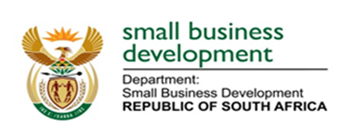 small business
development
Department:
Small Business Development
REPUBLIC OF SOUTH AFRICA